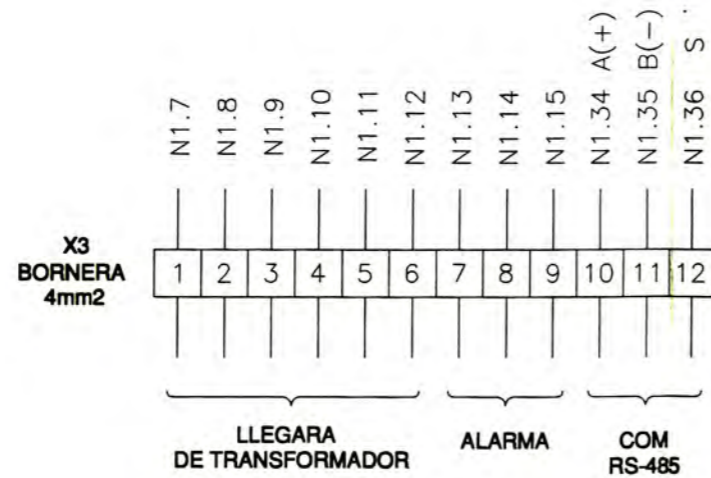 N1.7
N1.8
N1.9
N1.10
N1.11
N1.12
N1.13
N1.14
N1.15
N1.34 A(+)
N1.35 B(-)
N1.36 S
X3
BORNERA
4mm2
1 2 3 4 5 6 7 8 9 10 11 12
LLEGARA
DE TRANSFORMADOR
ALARMA
COM
RS-485